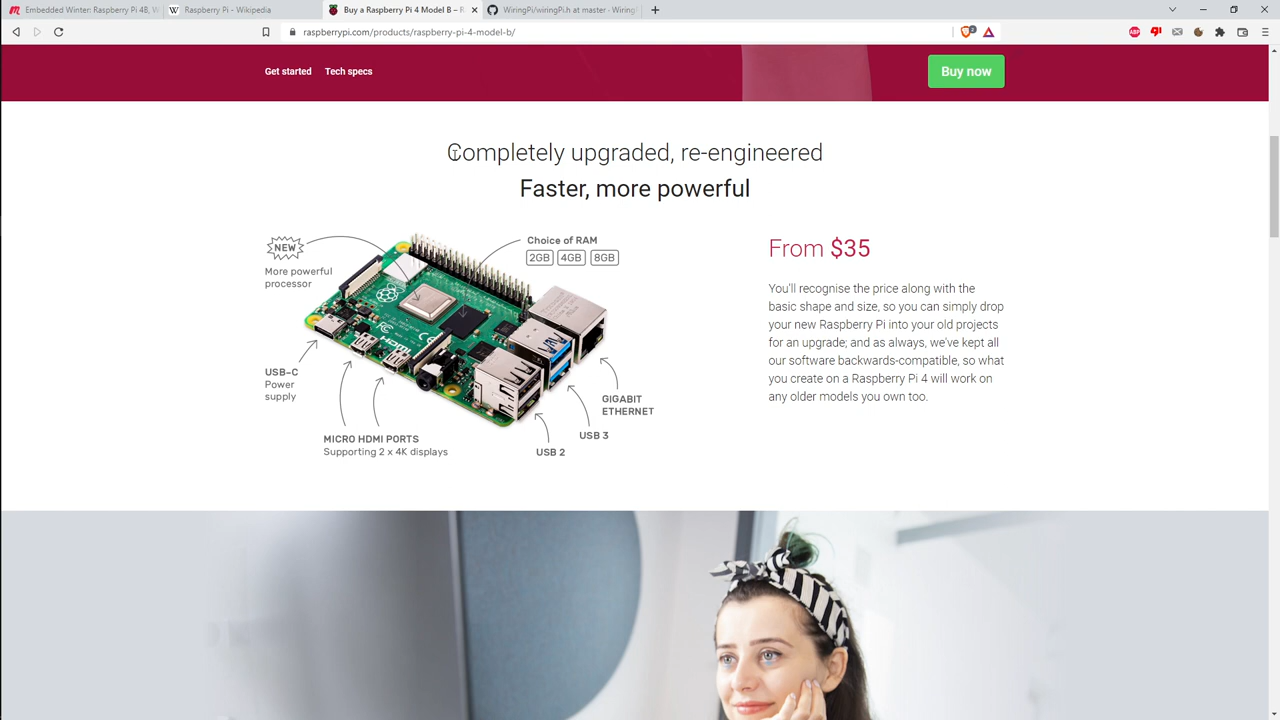 Embedded Winter: Raspberry Pi 4B, W
Raspberry Pi - Wikipedia
Buy a Raspberry Pi 4 Model B – R
WiringPi/wiringPi.h at master · Wiring
raspberrypi.com/products/raspberry-pi-4-model-b/
Get started Tech specs
Buy now
Completely upgraded, re-engineered
Faster, more powerful
NEW
More powerful
processor
Choice of RAM
2GB 4GB 8GB
USB-C
Power
supply
MICRO HDMI PORTS
Supporting 2 x 4K displays
USB 2
USB 3
GIGABIT
ETHERNET
From $35
You'll recognise the price along with the
basic shape and size, so you can simply drop
your new Raspberry Pi into your old projects
for an upgrade; and as always, we've kept all
our software backwards-compatible, so what
you create on a Raspberry Pi 4 will work on
any older models you own too.